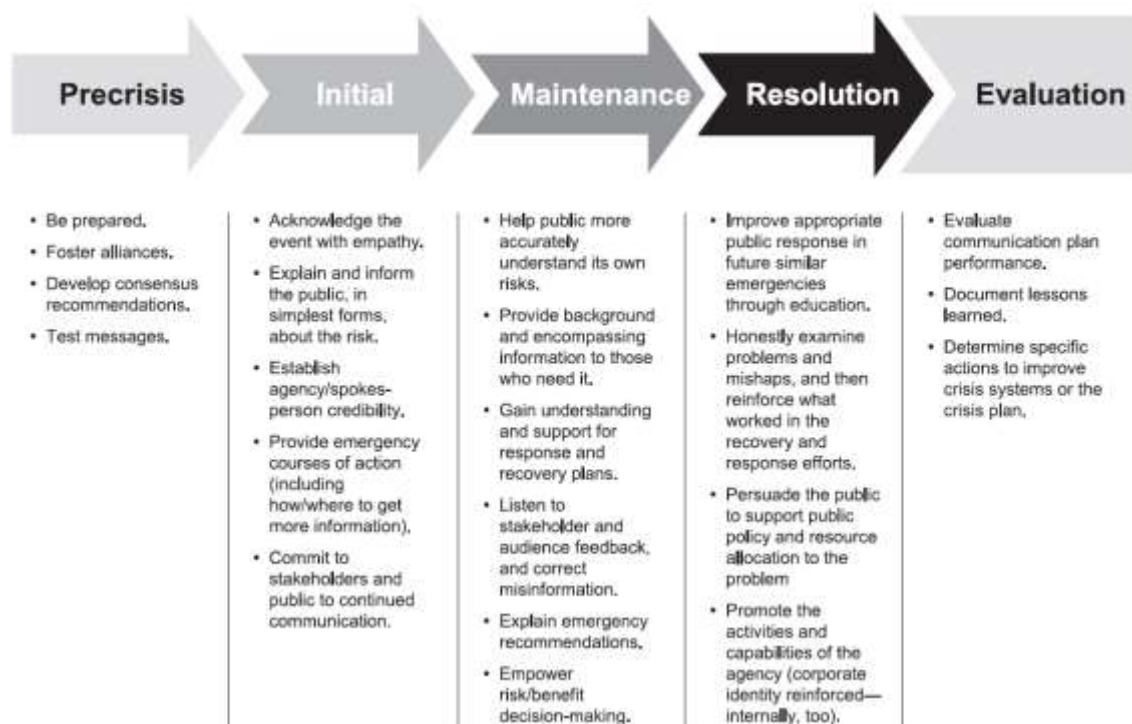 Precrisis
Initial
Maintenance
Resolution
Evaluation
• Be prepared.
• Foster alliances.
• Develop consensus
recommendations.
• Test messages.
• Acknowledge the
event with empathy.
• Explain and inform
the public, in
simplest forms,
about the risk.
• Establish
agency/spokes-
person credibility.
• Provide emergency
courses of action
(including
how/where to get
more information).
• Commit to
stakeholders and
public to continued
communication.
• Help public more
accurately
understand its own
risks.
• Provide background
and encompassing
information to those
who need it.
• Gain understanding
and support for
response and
recovery plans.
• Listen to
stakeholder and
audience feedback,
and correct
misinformation.
• Explain emergency
recommendations.
• Empower
risk/benefit
decision-making.
• Improve appropriate
public response in
future similar
emergencies
through education.
• Honestly examine
problems and
mishaps, and then
reinforce what
worked in the
recovery and
response efforts.
• Persuade the public
to support public
policy and resource
allocation to the
problem
• Promote the
activities and
capabilities of the
agency (corporate
identity reinforced—
internally, too).
• Evaluate
communication plan
performance.
• Document lessons
learned.
• Determine specific
actions to improve
crisis systems or the
crisis plan.